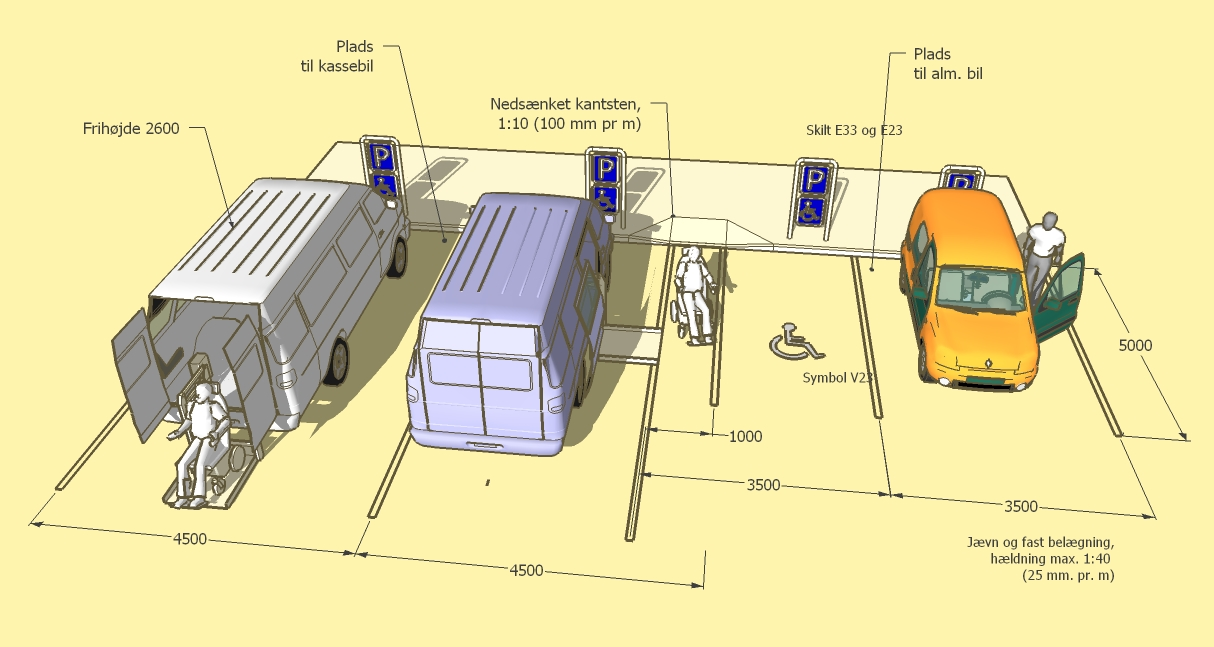 Plads
til kassebil
Plads
til alm. bil
Nedsænket kantsten,
1:10 (100 mm pr m)
Frihøjde 2600
Skilt E33 og E23
P
P
P
P
5000
Symbol V23
1000
3500
3500
4500
4500
Jævn og fast belægning,
hældning max. 1:40
(25 mm. pr. m)